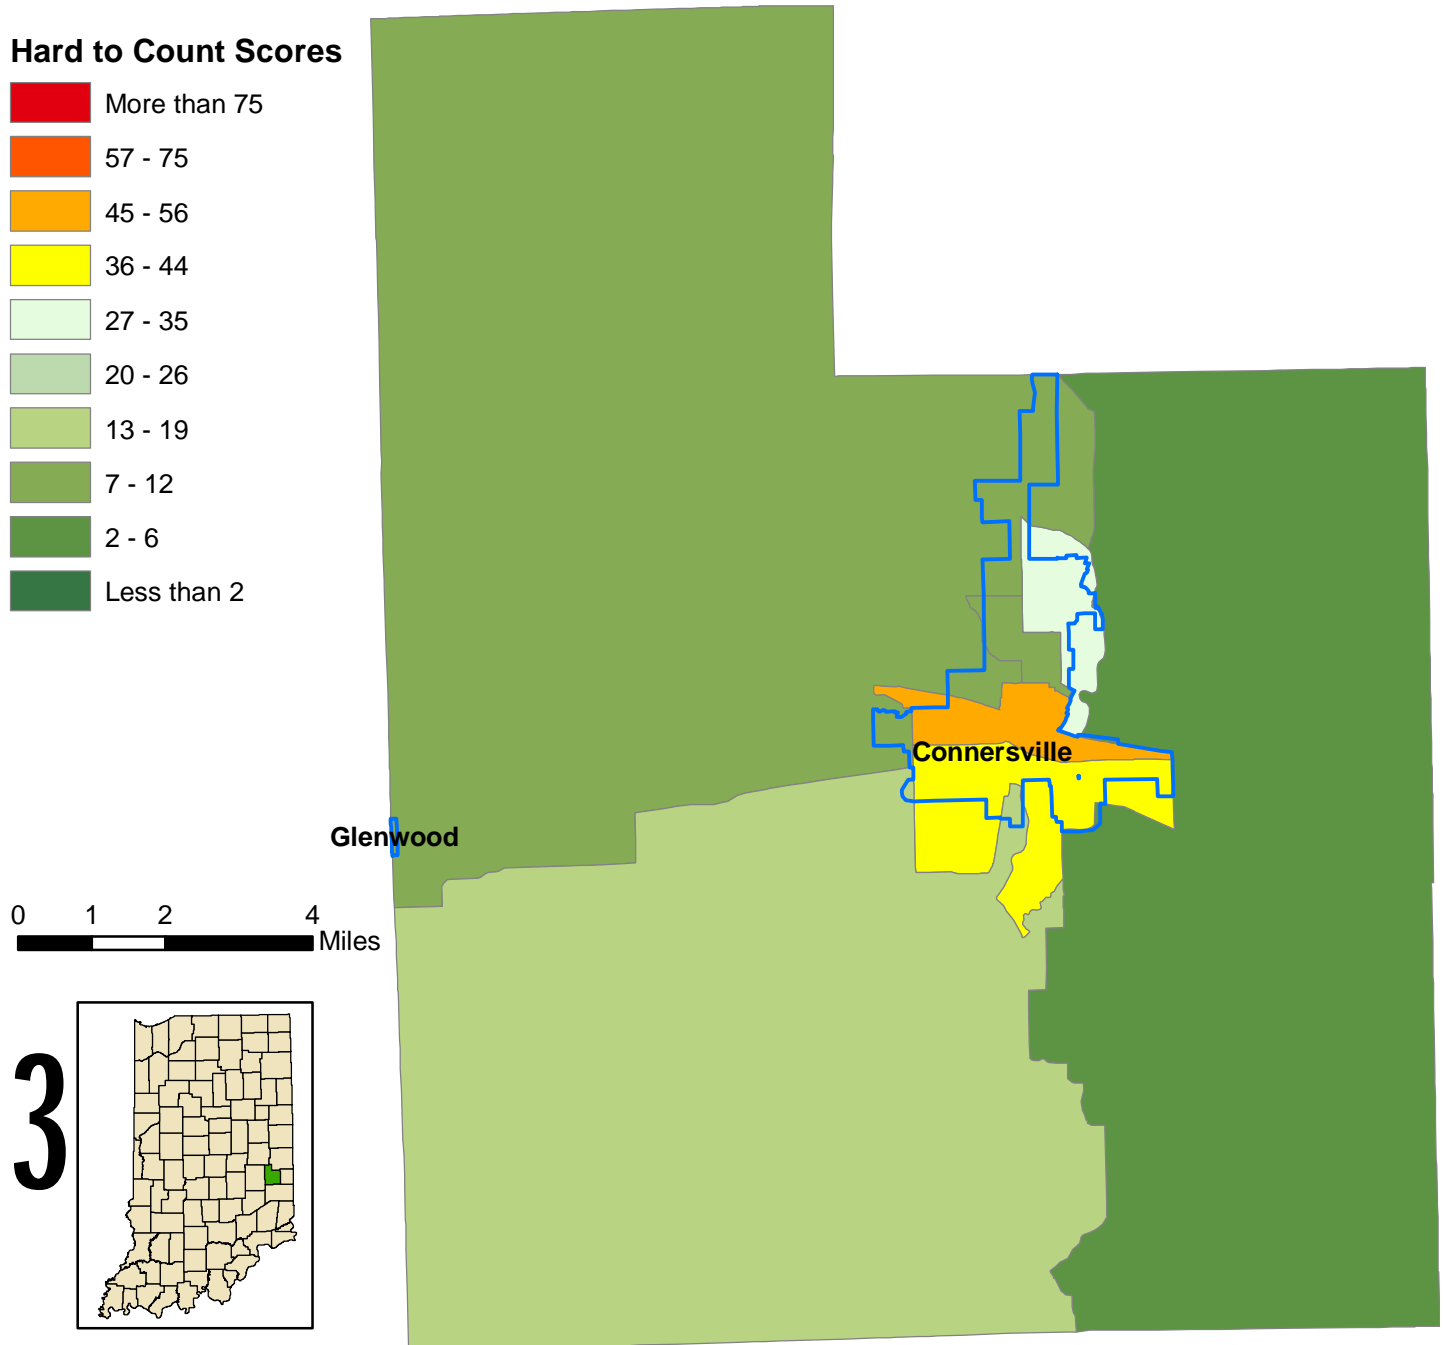 Hard to Count Scores
More than 75
57 - 75
45 - 56
36 - 44
27 - 35
20 - 26
13 - 19
7 - 12
2 - 6
Less than 2
Connersville
Glenwood
0 1 2 4
Miles
3